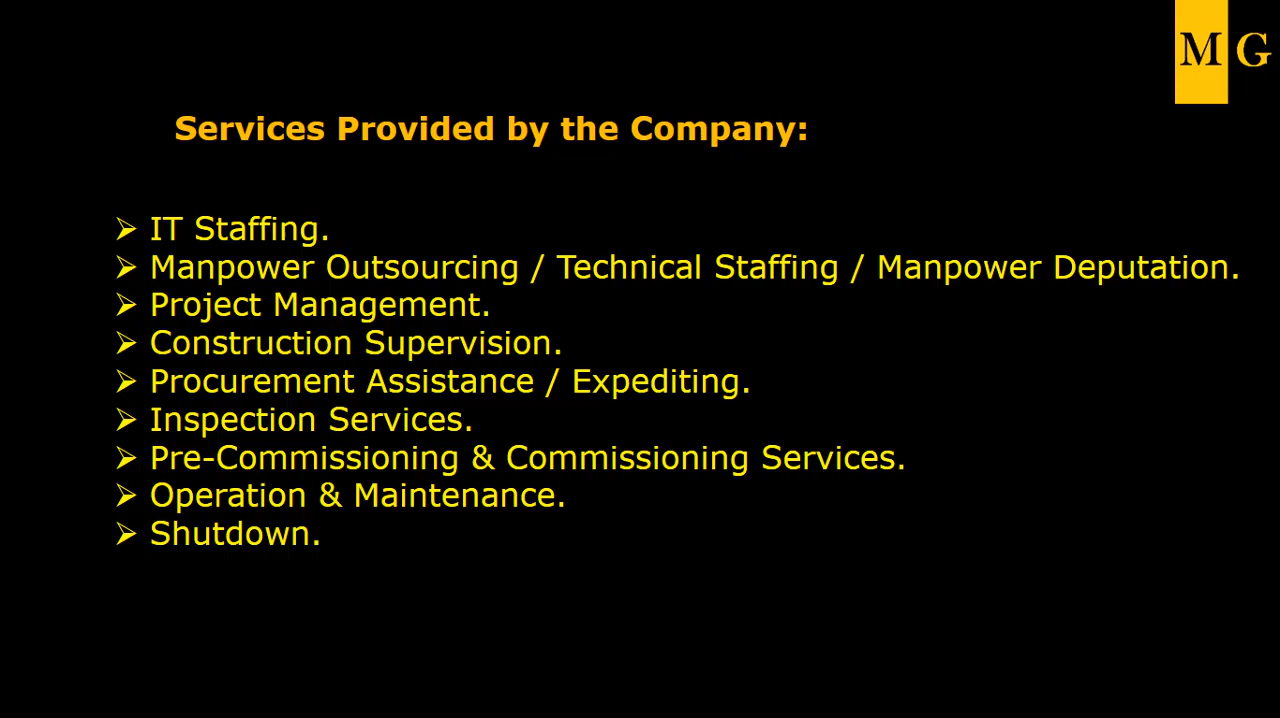 M G
Services Provided by the Company:
➢ IT Staffing.
➢ Manpower Outsourcing / Technical Staffing / Manpower Deputation.
➢ Project Management.
➢ Construction Supervision.
➢ Procurement Assistance / Expediting.
➢ Inspection Services.
➢ Pre-Commissioning & Commissioning Services.
➢ Operation & Maintenance.
➢ Shutdown.